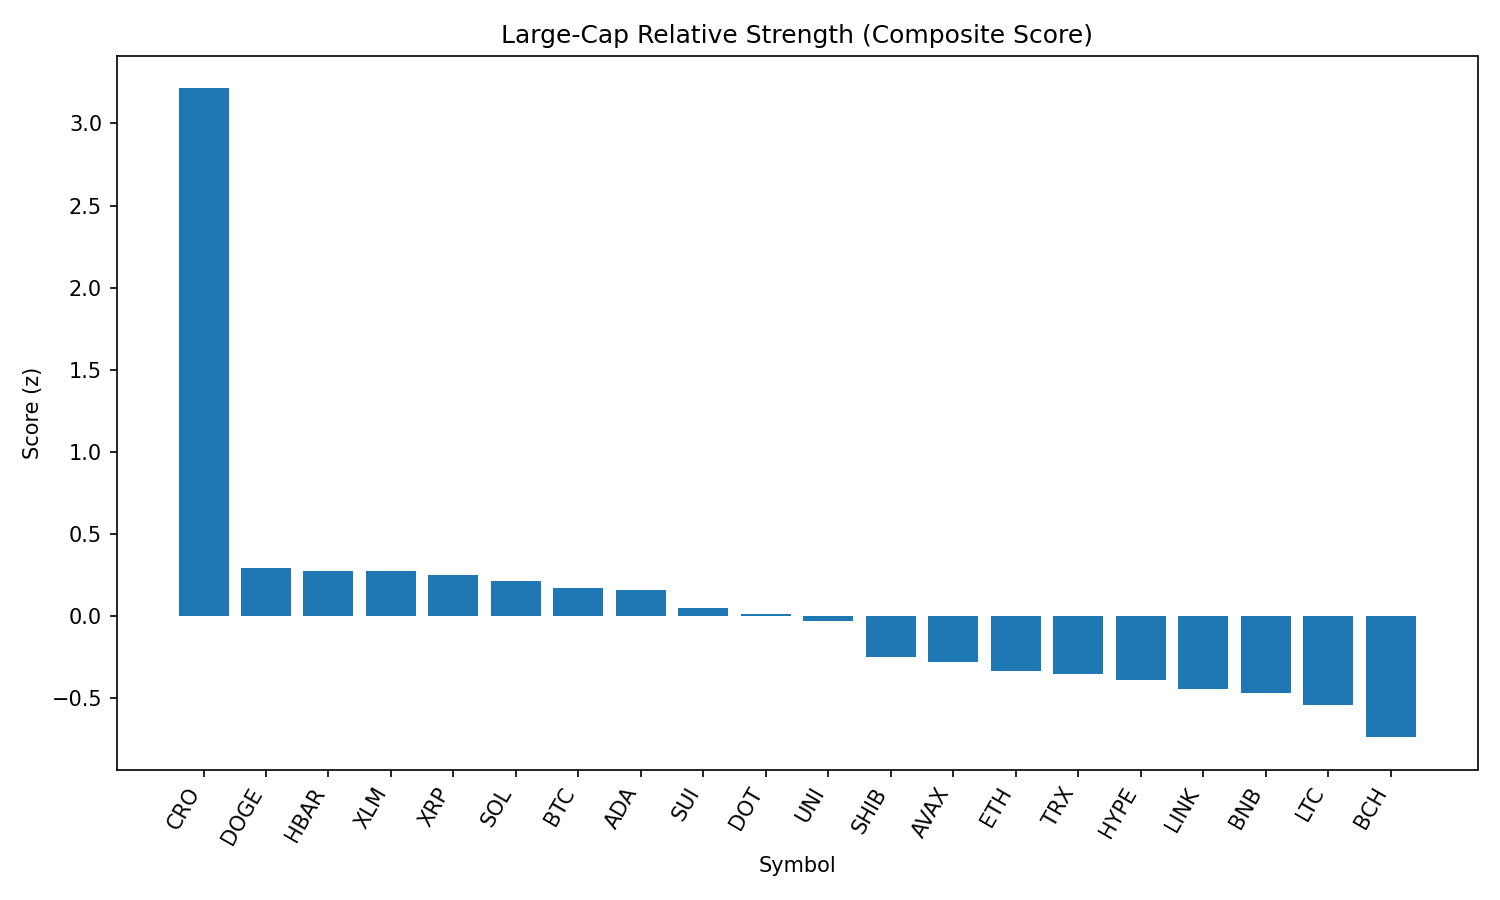 Large-Cap Relative Strength (Composite Score)
Score (z)
3.0
2.5
2.0
1.5
1.0
0.5
0.0
−0.5
CRO
DOGE
HBAR
XLM
XRP
SOL
BTC
ADA
SUI
DOT
UNI
SHIB
AVAX
ETH
TRX
HYPE
LINK
BNB
LTC
BCH
Symbol